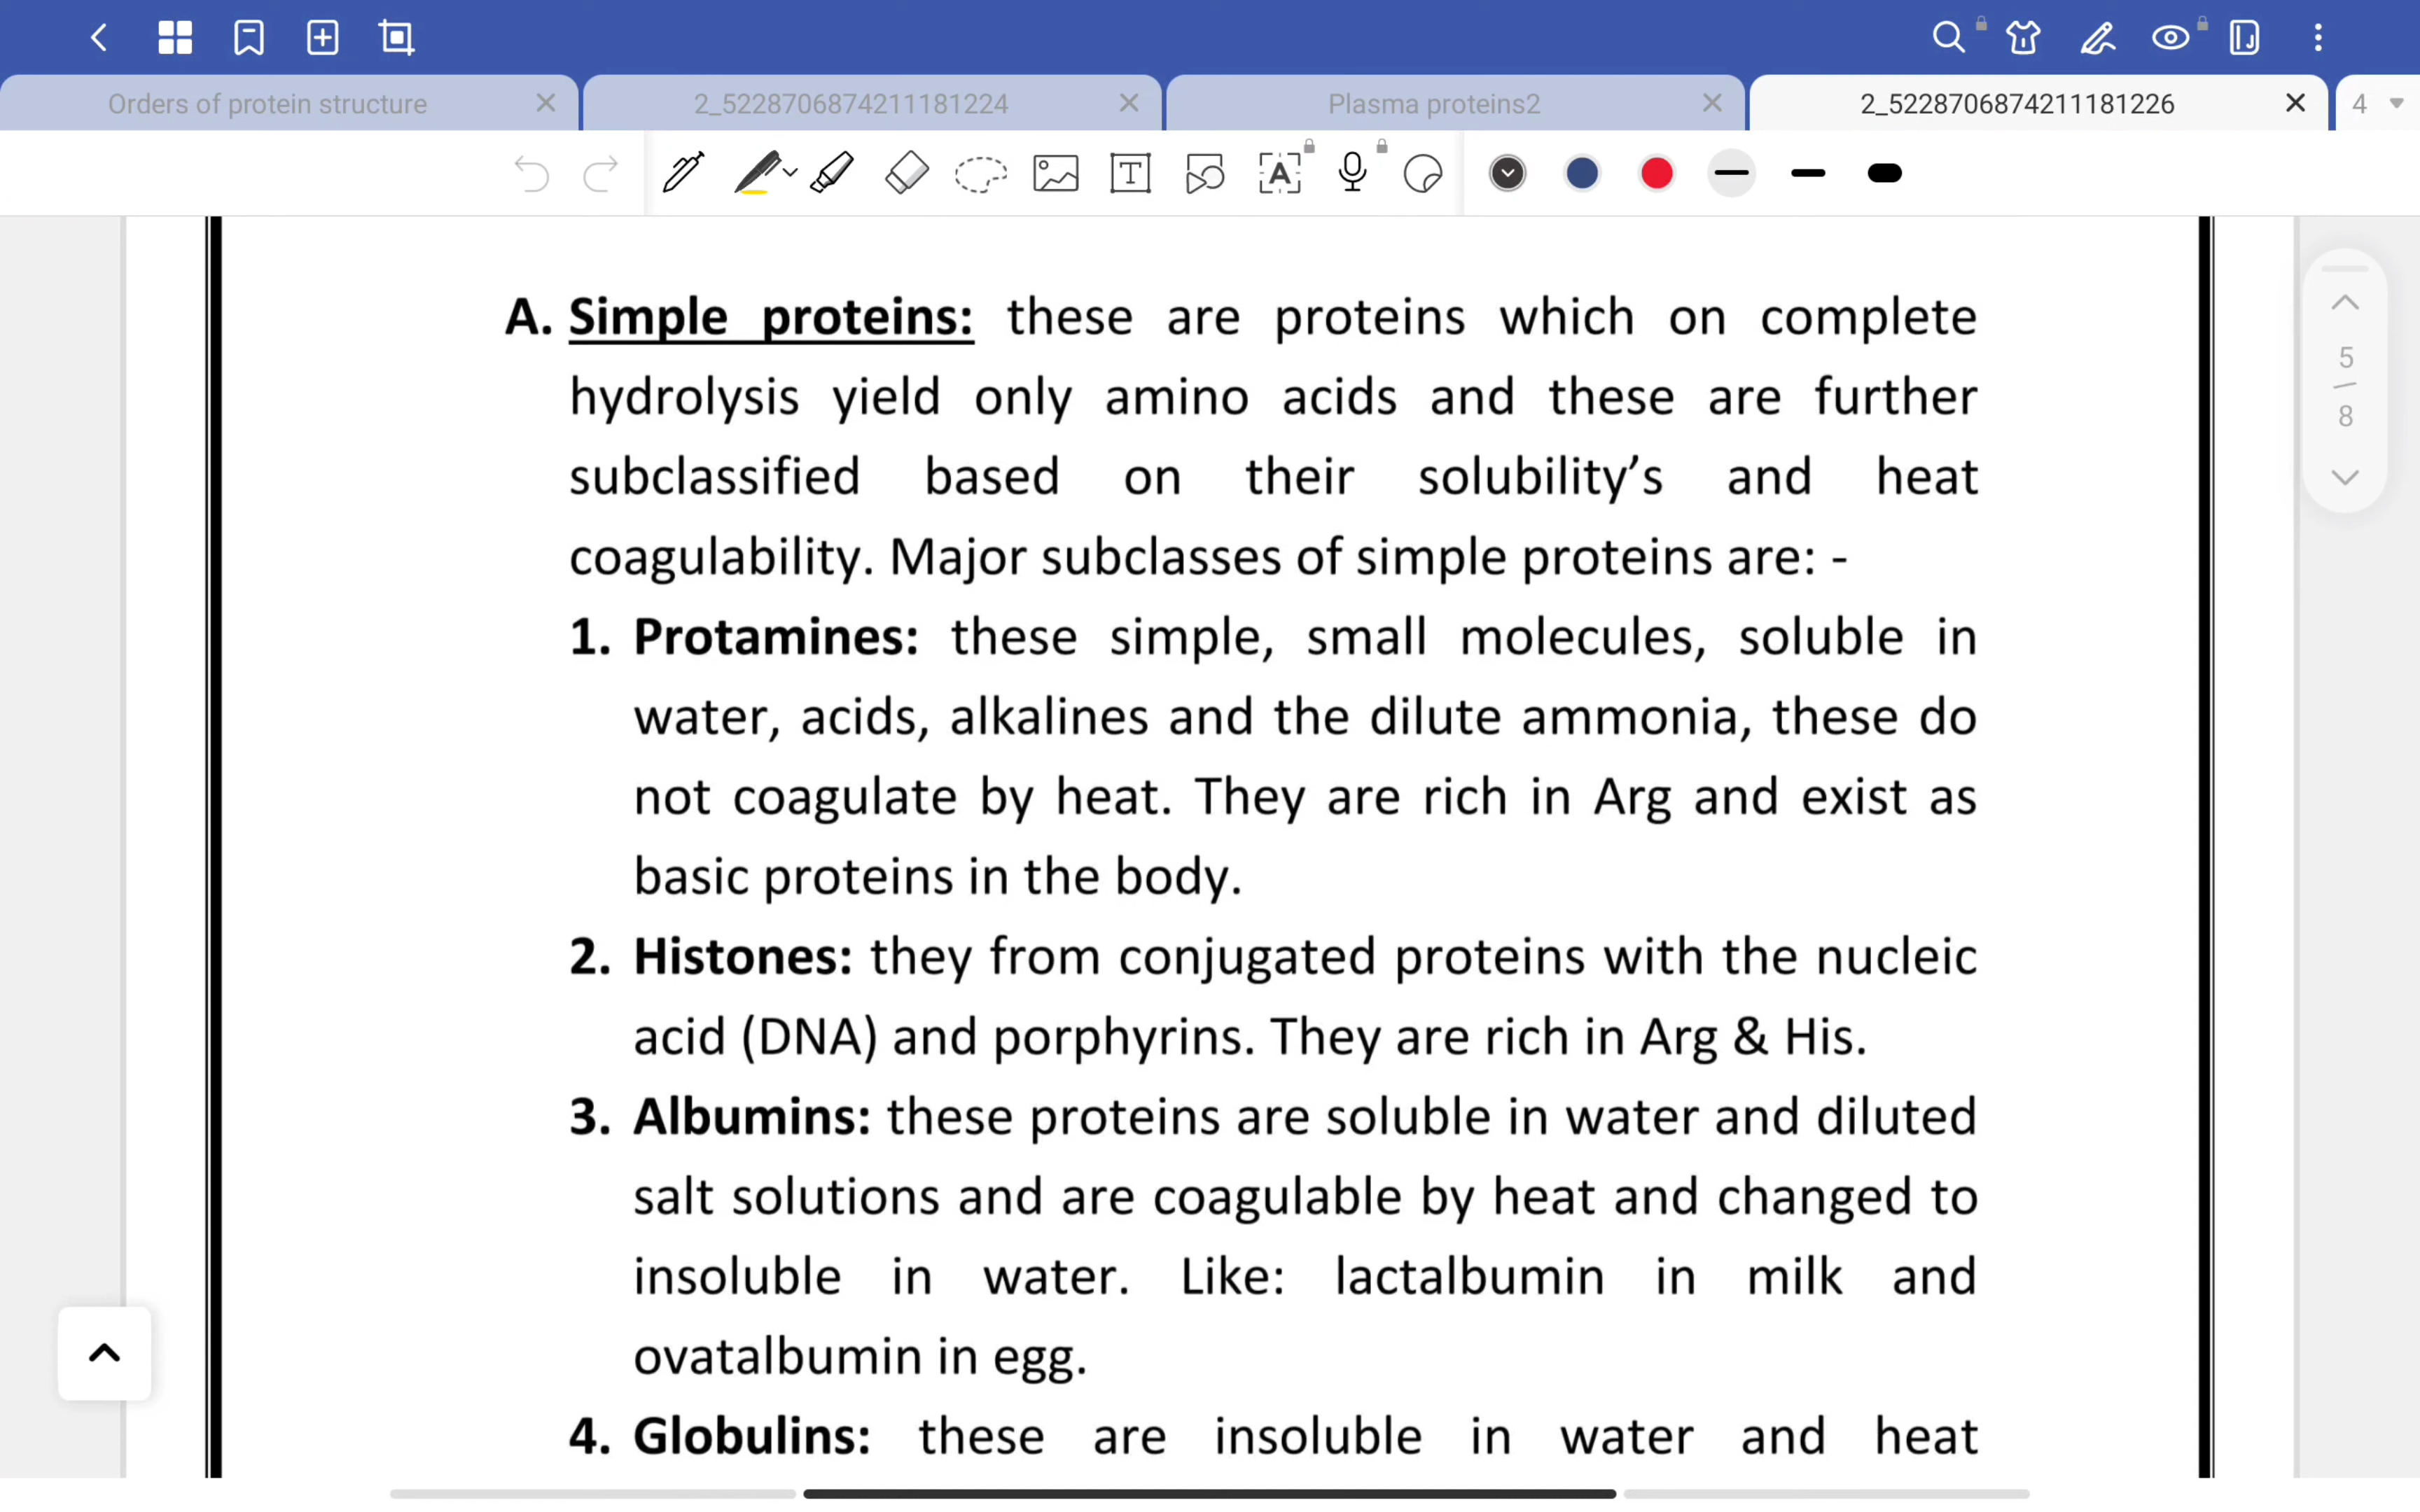 Orders of protein structure
2_5228706874211181224
Plasma proteins2
2_5228706874211181226
4
A. Simple proteins: these are proteins which on complete
hydrolysis yield only amino acids and these are further
subclassified based on their solubility’s and heat
coagulability. Major subclasses of simple proteins are: -
1. Protamines: these simple, small molecules, soluble in
water, acids, alkalines and the dilute ammonia, these do
not coagulate by heat. They are rich in Arg and exist as
basic proteins in the body.
2. Histones: they from conjugated proteins with the nucleic
acid (DNA) and porphyrins. They are rich in Arg & His.
3. Albumins: these proteins are soluble in water and diluted
salt solutions and are coagulable by heat and changed to
insoluble in water. Like: lactalbumin in milk and
ovatalbumin in egg.
4. Globulins: these are insoluble in water and heat
5
8